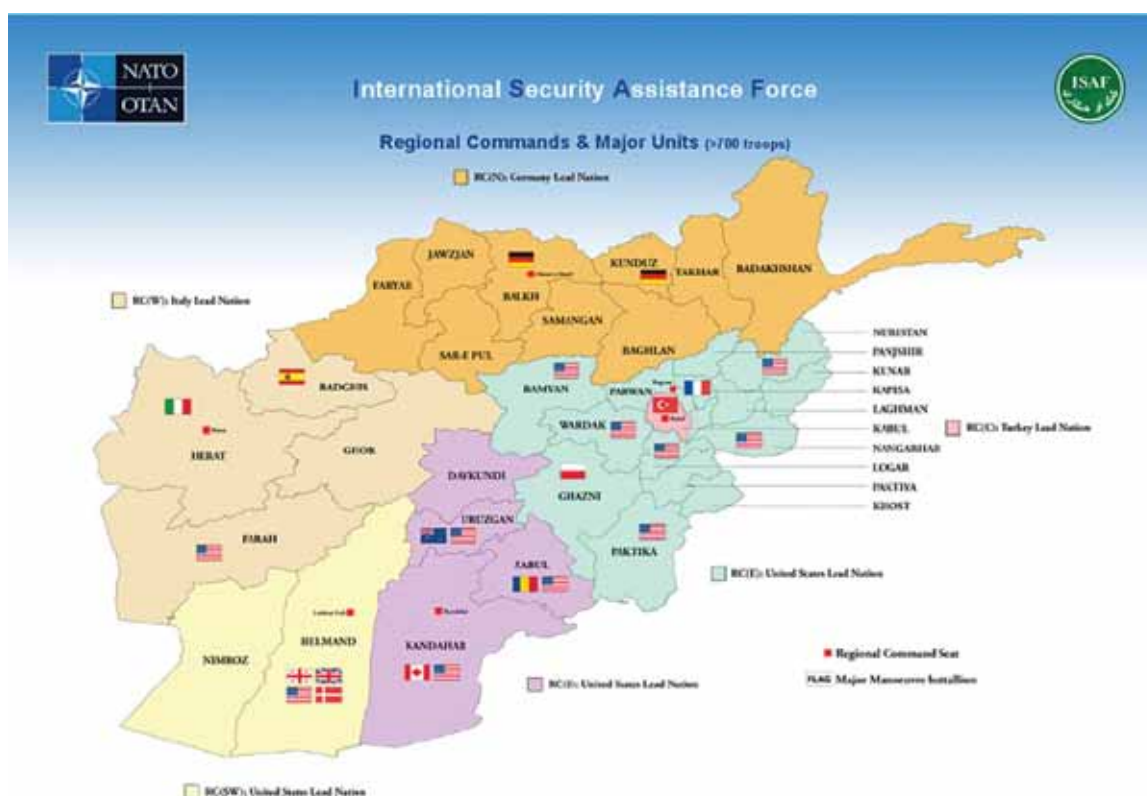 NATO
OTAN
International Security Assistance Force
ISAF
Regional Commands & Major Units (>700 troops)
RC(N): Germany Lead Nation
JAWZJAN
KUNDUZ
TAKHAR
BADAKHSHAN
FARYAB
BALKH
RC(W): Italy Lead Nation
SAMANGAN
NURISTAN
SAR-E PUL
BAGHLAN
PANJSHIR
BADGHIS
BAMYAN
PARWAN
KUNAR
KAPISA
LAGHMAN
WARDAK
KABUL
RC(C): Turkey Lead Nation
HERAT
GHOR
NANGARHAR
LOGAR
DAYKUNDI
GHAZNI
PAKTIYA
KHOST
URUZGAN
FARAH
PAKTIKA
ZABUL
RC(E): United States Lead Nation
HELMAND
KANDAHAR
NIMROZ
Regional Command Seat
FLAG Major Manoeuvre battallion
United States Lead Nation
RC(SW): United States Lead Nation